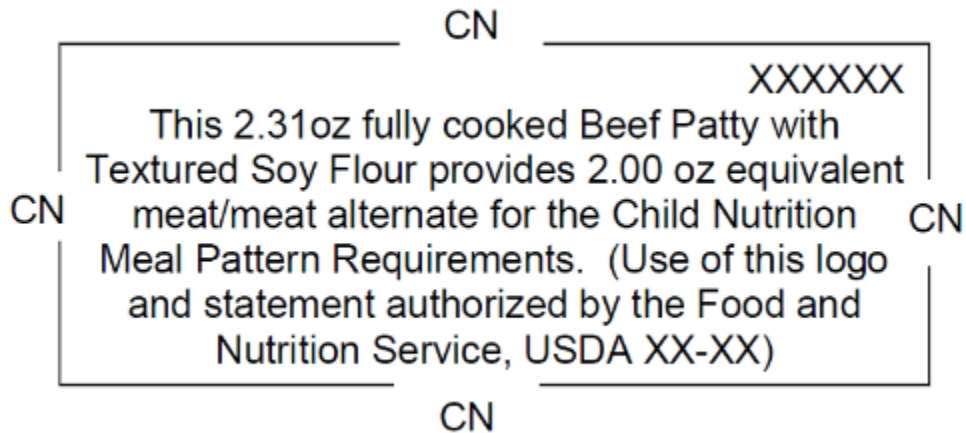 CN
XXXXXX
This 2.31oz fully cooked Beef Patty with
Textured Soy Flour provides 2.00 oz equivalent
CN meat/meat alternate for the Child Nutrition CN
Meal Pattern Requirements. (Use of this logo
and statement authorized by the Food and
Nutrition Service, USDA XX-XX)
CN